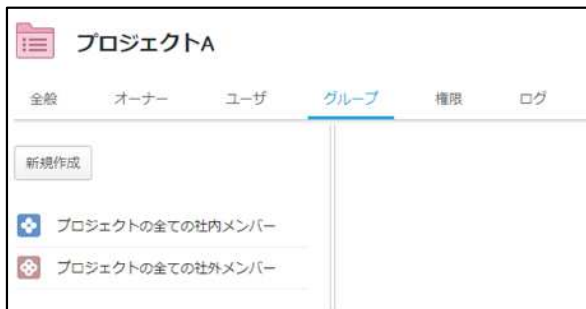 プロジェクトA
全般 オーナー ユーザ グループ 権限 ログ
新規作成
プロジェクトの全ての社内メンバー
プロジェクトの全ての社外メンバー